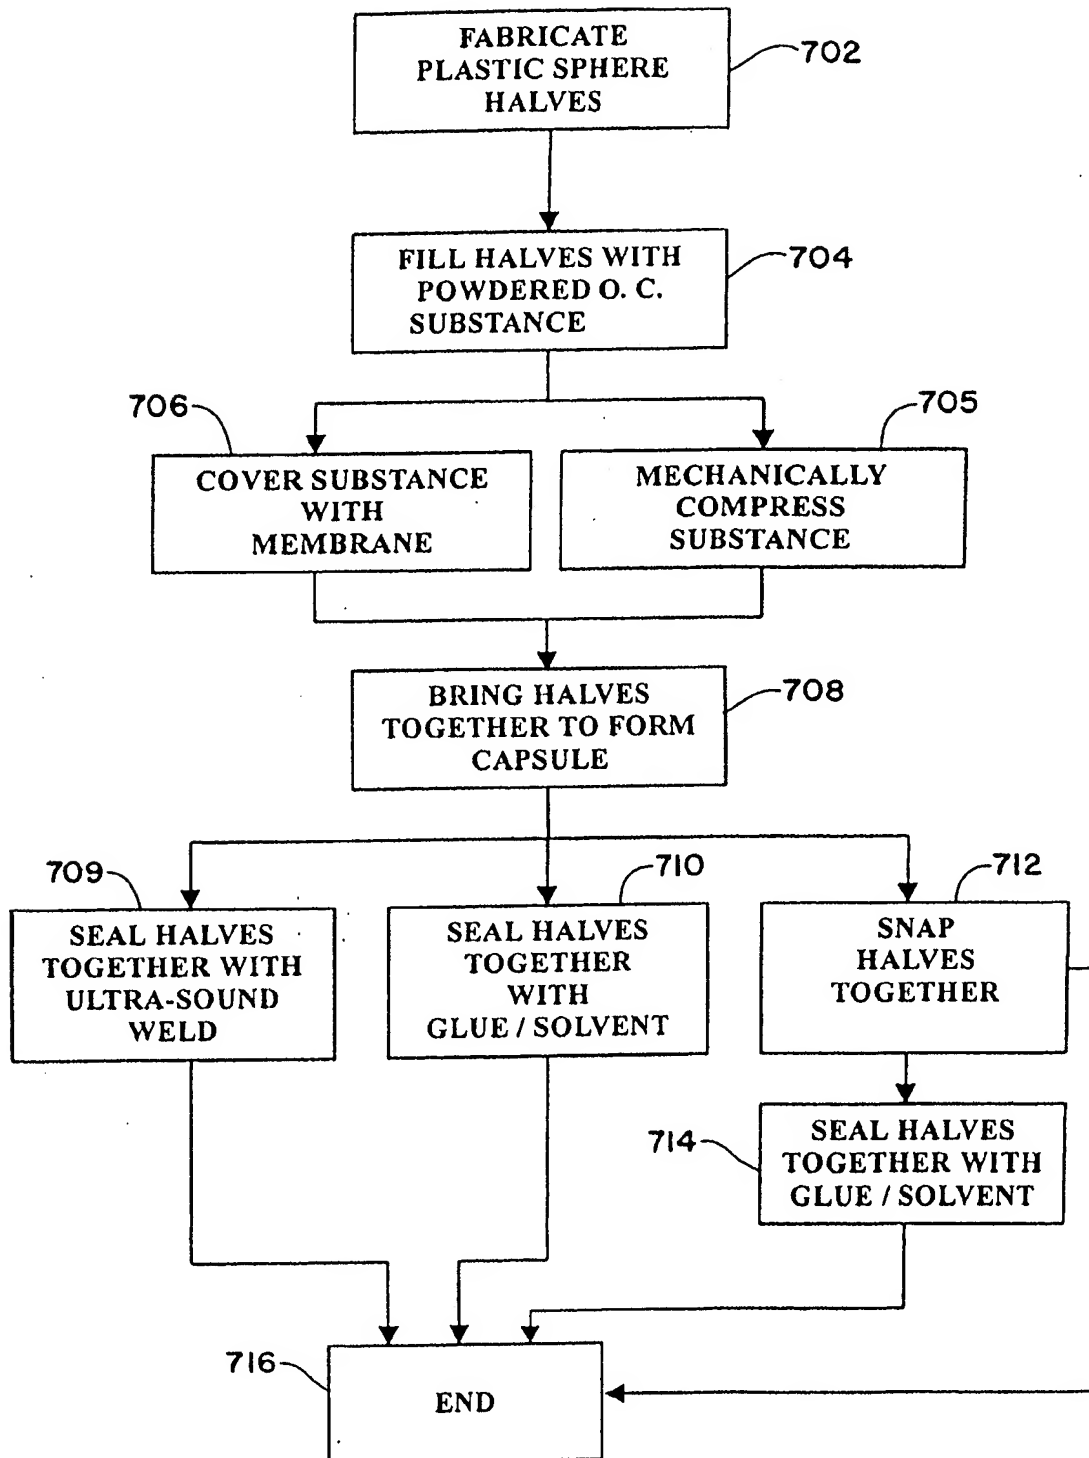 FABRICATE
PLASTIC SPHERE
HALVES
702
FILL HALVES WITH
POWDERED O. C.
SUBSTANCE
704
706
COVER SUBSTANCE
WITH
MEMBRANE
705
MECHANICALLY
COMPRESS
SUBSTANCE
BRING HALVES
TOGETHER TO FORM
CAPSULE
708
709
SEAL HALVES
TOGETHER WITH
ULTRA-SOUND
WELD
710
SEAL HALVES
TOGETHER
WITH
GLUE / SOLVENT
712
SNAP
HALVES
TOGETHER
714
SEAL HALVES
TOGETHER WITH
GLUE / SOLVENT
716
END